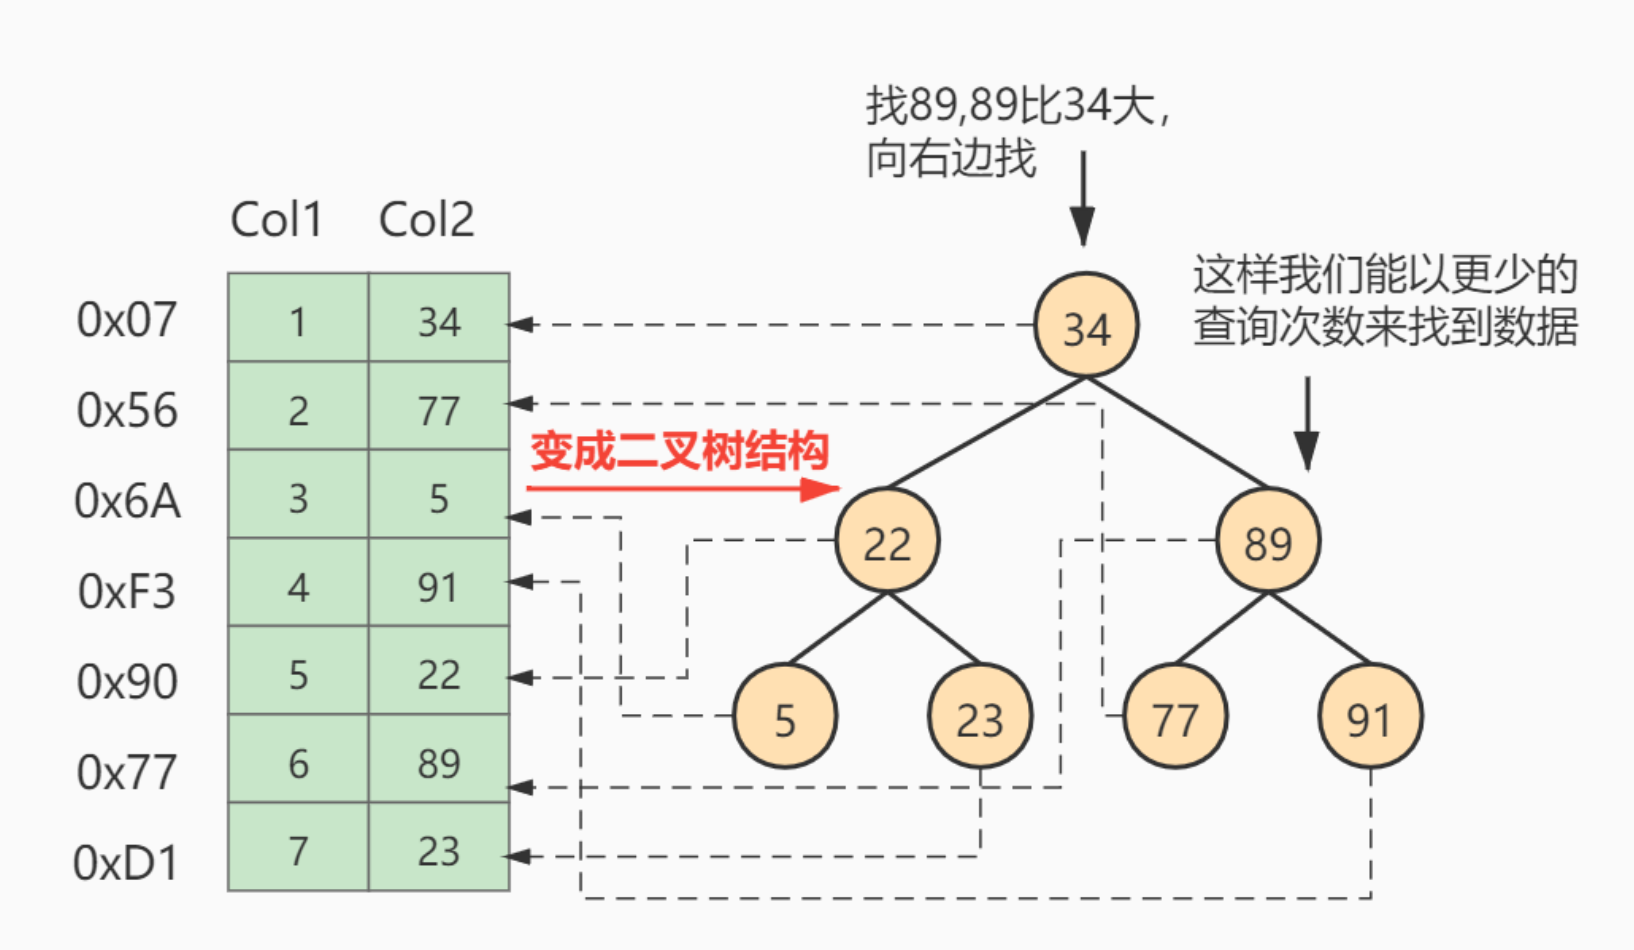 找89,89比34大，
向右边找
Col1 Col2
这样我们能以更少的
查询次数来找到数据
0x07 1 34
34
0x56 2 77
变成二叉树结构
0x6A 3 5
22 89
0xF3 4 91
0x90 5 22
5 23 77 91
0x77 6 89
0xD1 7 23